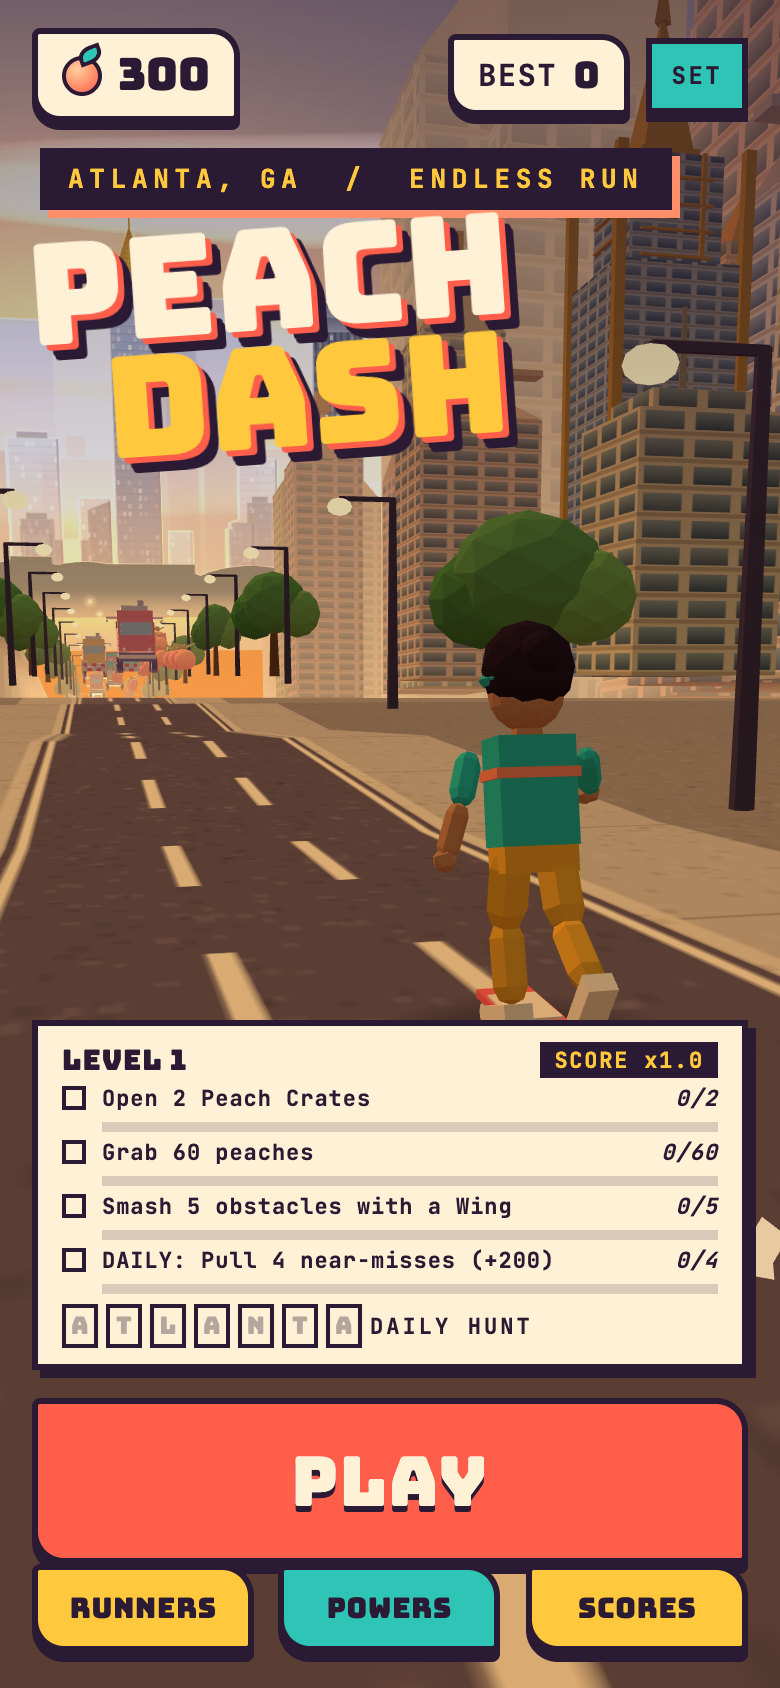 300
BEST 0
SET
ATLANTA, GA / ENDLESS RUN
PEACH
DASH
LEVEL 1
SCORE x1.0
Open 2 Peach Crates 0/2
Grab 60 peaches 0/60
Smash 5 obstacles with a Wing 0/5
DAILY: Pull 4 near-misses (+200) 0/4
ATLANTA DAILY HUNT
PLAY
RUNNERS
POWERS
SCORES